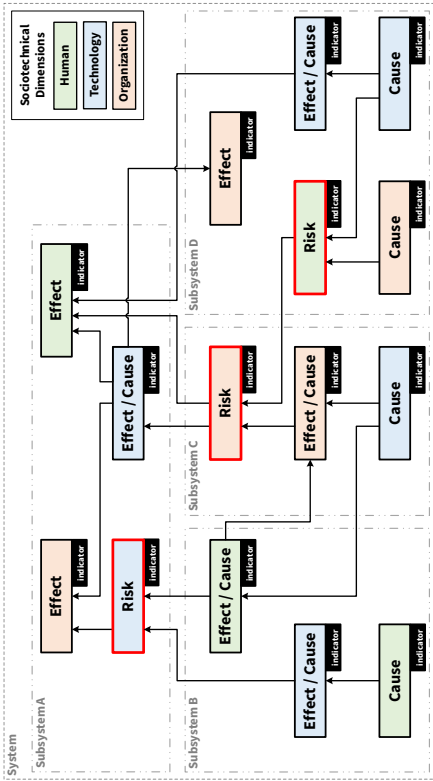 System
Sociotechnical
Dimensions
Human
Technology
Organization
Subsystem A
Effect
indicator
Effect
indicator
Risk
indicator
Effect / Cause
indicator
Subsystem B
Effect / Cause
indicator
Effect / Cause
indicator
Cause
indicator
Subsystem C
Risk
indicator
Effect / Cause
indicator
Cause
indicator
Subsystem D
Effect
indicator
Risk
indicator
Effect / Cause
indicator
Cause
indicator
Cause
indicator